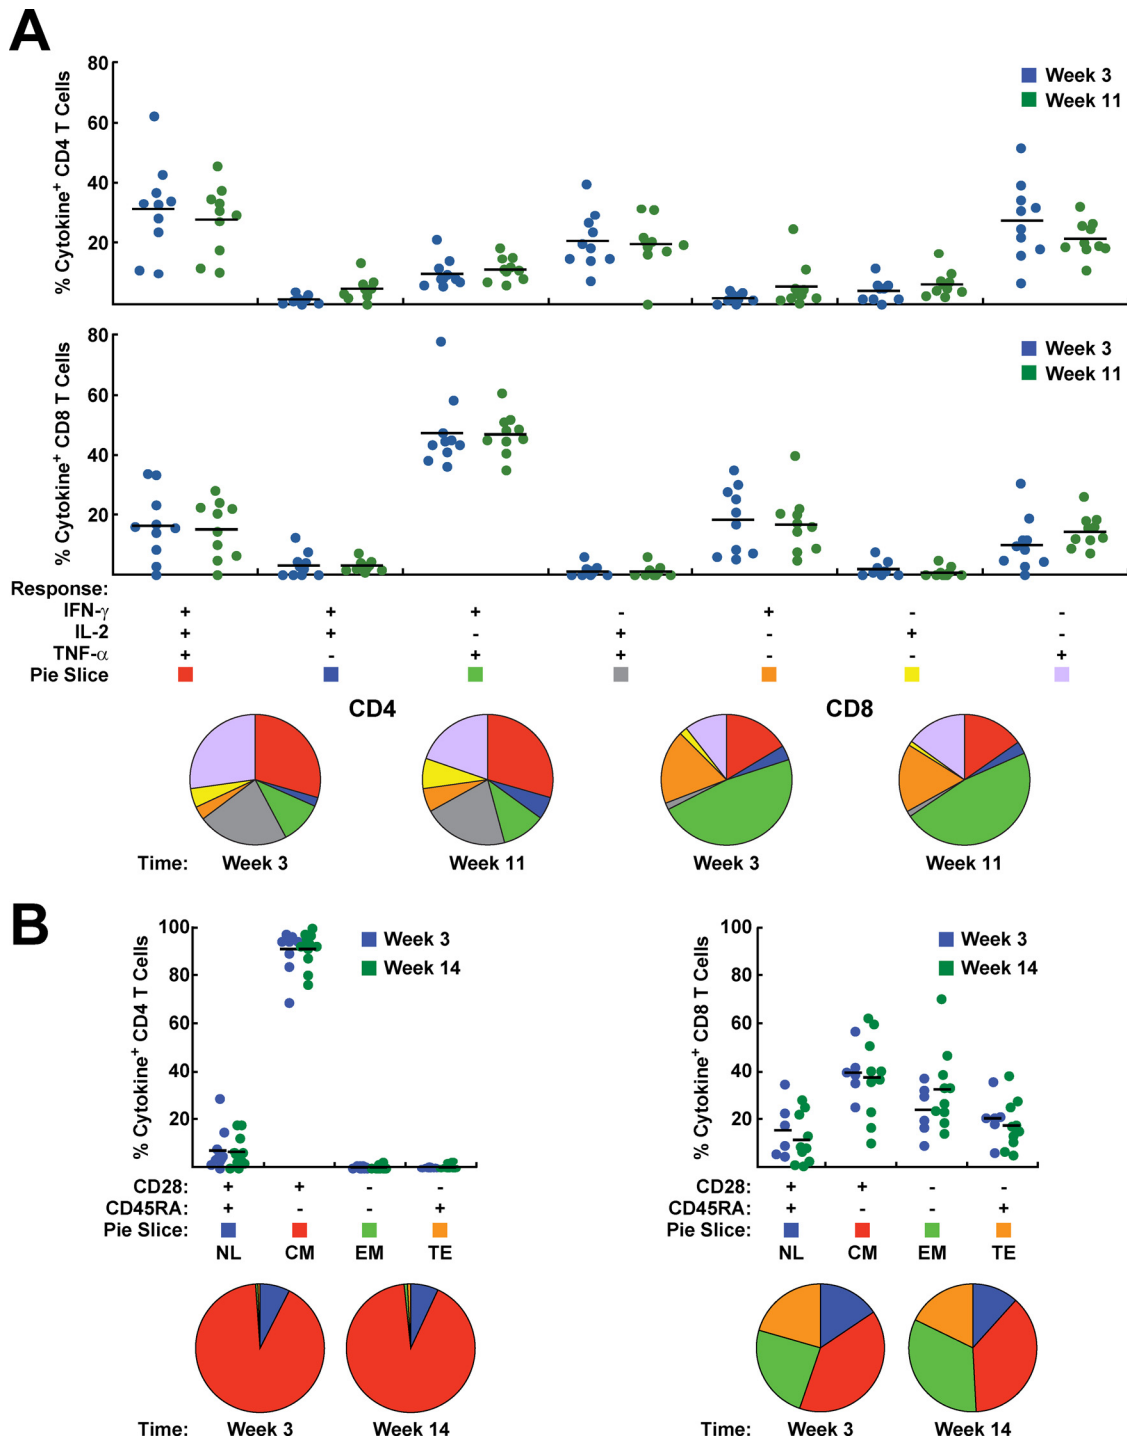 A
% Cytokine⁺ CD4 T Cells
80
60
40
20
Week 3
Week 11
% Cytokine⁺ CD8 T Cells
80
60
40
20
Week 3
Week 11
Response:
IFN-γ + + + - + - -
IL-2 + + - + - + -
TNF-α + - + + - - +
Pie Slice
CD4 CD8
Time: Week 3 Week 11 Week 3 Week 11
B
% Cytokine⁺ CD4 T Cells
100
80
60
40
20
Week 3
Week 14
CD28: + + - -
CD45RA: + - - +
Pie Slice:
NL CM EM TE
Time: Week 3 Week 14
% Cytokine⁺ CD8 T Cells
100
80
60
40
20
Week 3
Week 14
CD28: + + - -
CD45RA: + - - +
Pie Slice:
NL CM EM TE
Time: Week 3 Week 14